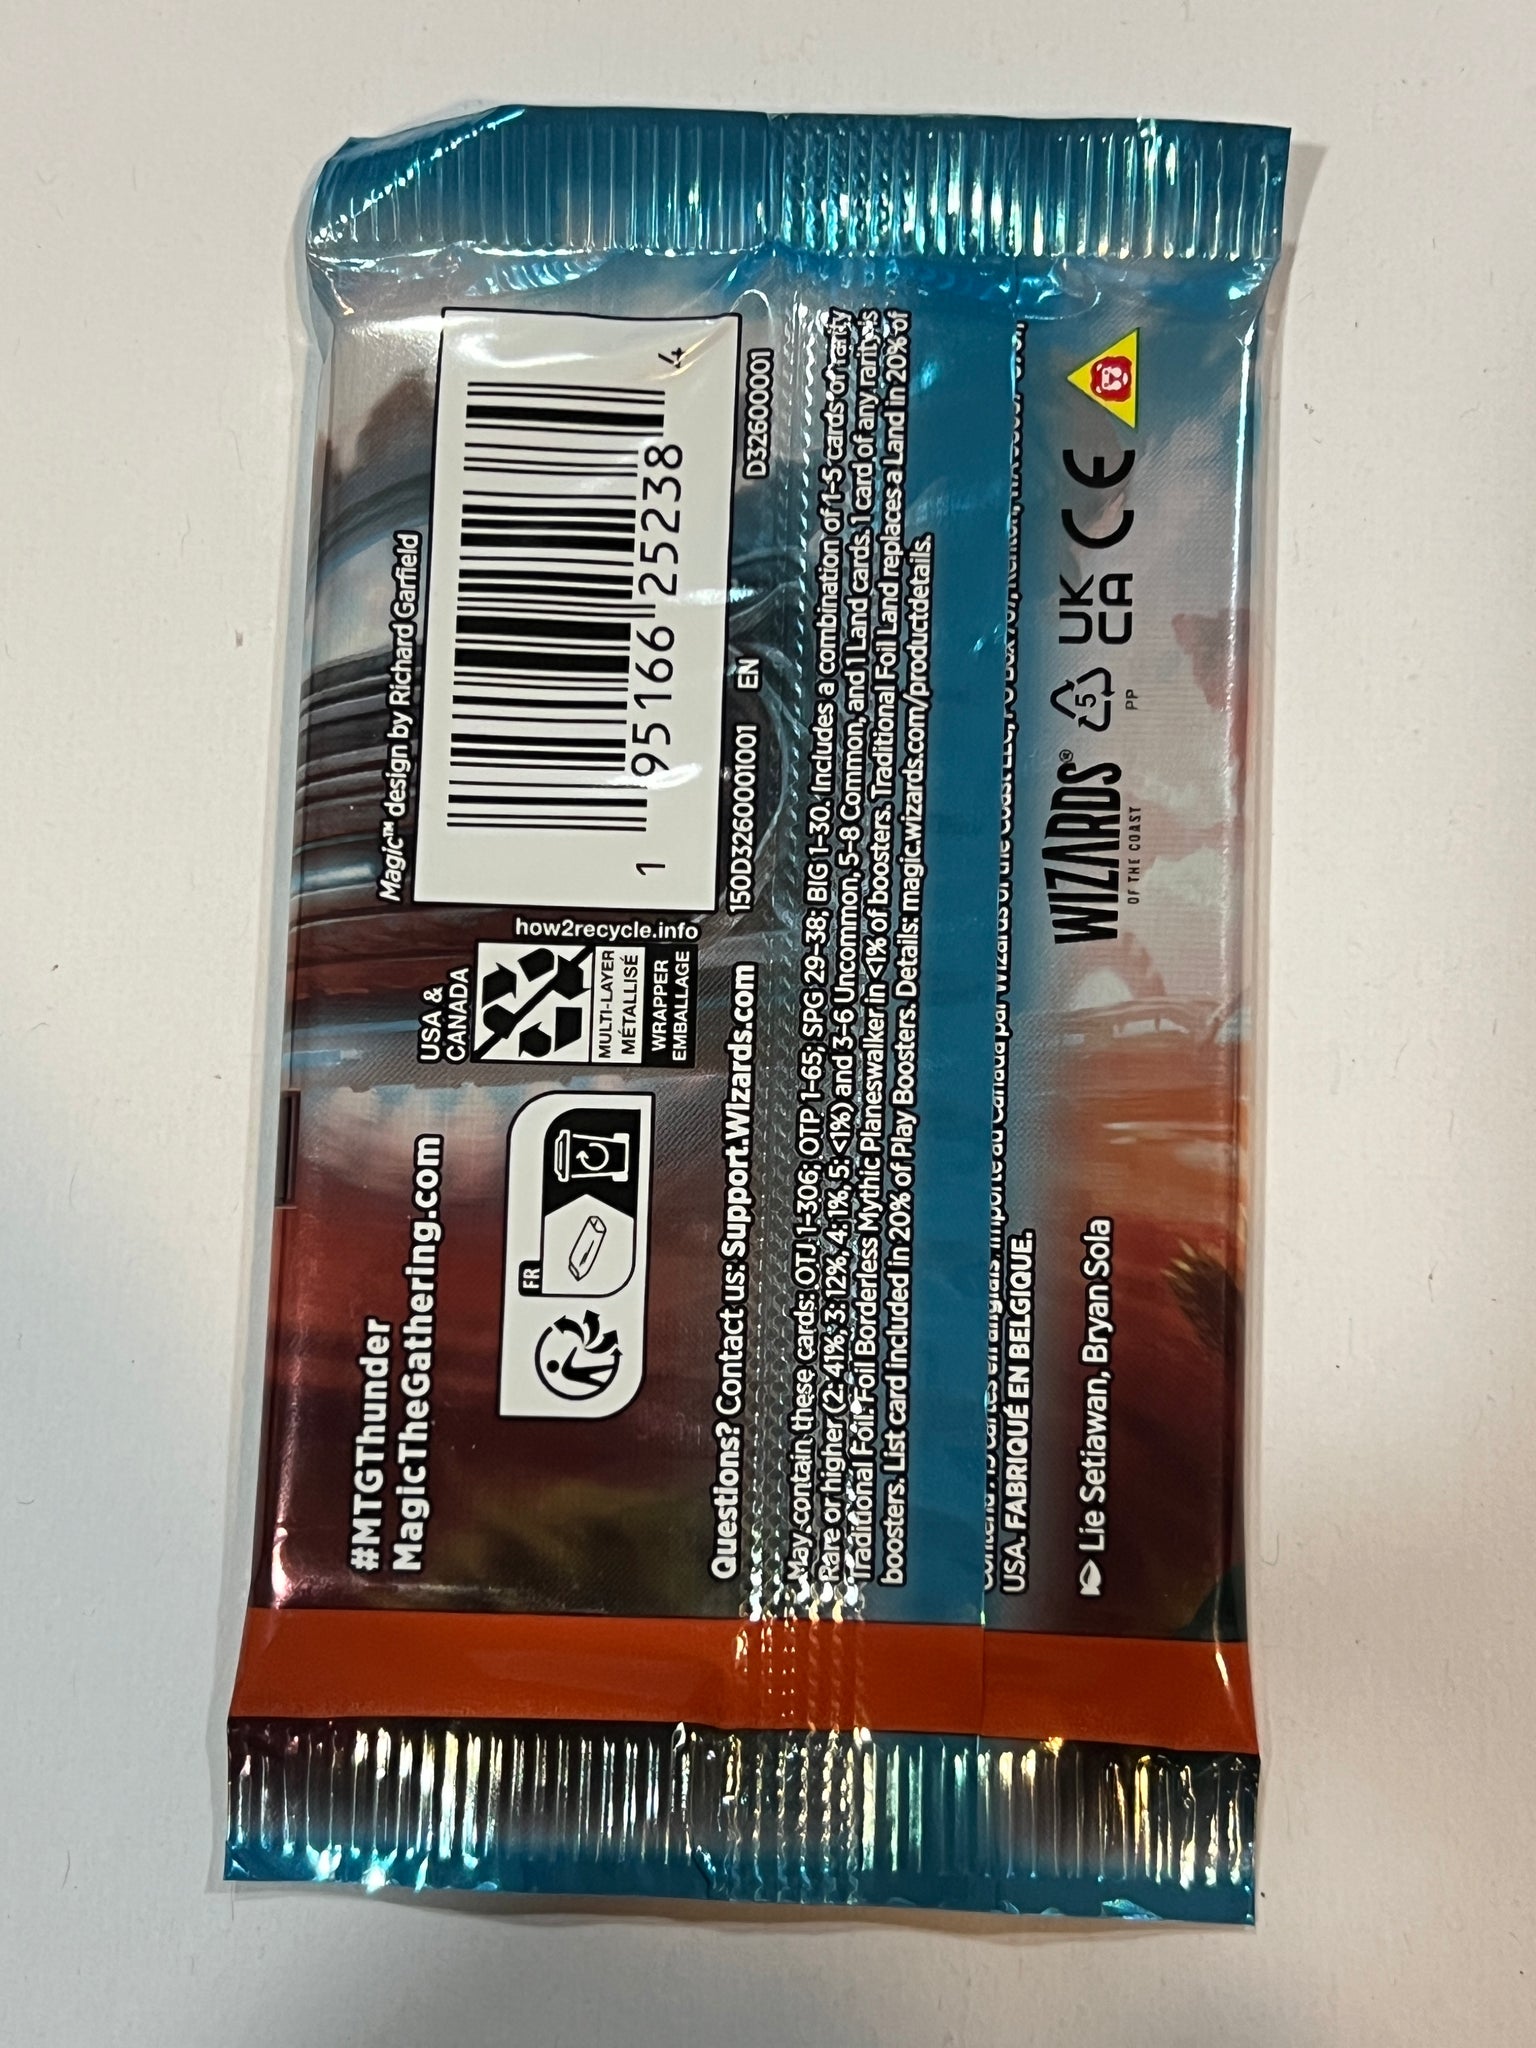 #MTGThunder
MagicTheGathering.com
Magic™ design by Richard Garfield
FR
USA &
CANADA
MULTI-LAYER
MÉTALLISÉ
WRAPPER
EMBALLAGE
how2recycle.info
1 95166 25238 4
Questions? Contact us: Support.Wizards.com
150D3260001001 EN D32600001
May contain these cards: OTJ 1-306; OTP 1-65; SPG 29-38; BIG 1-30. Includes a combination of 1-5 cards of rarity
Rare or higher (2: 41%, 3: 12%, 4: 1%, 5: <1%) and 3-6 Uncommon, 5-8 Common, and 1 Land cards. 1 card of any rarity is
Traditional Foil. Foil Borderless Mythic Planeswalker in <1% of boosters. Traditional Foil Land replaces a Land in 20% of
boosters. List card included in 20% of Play Boosters. Details: magic.wizards.com/productdetails.
USA. FABRIQUÉ EN BELGIQUE.
Lie Setiawan, Bryan Sola
WIZARDS®
OF THE COAST
5
PP
UK
CA
CE